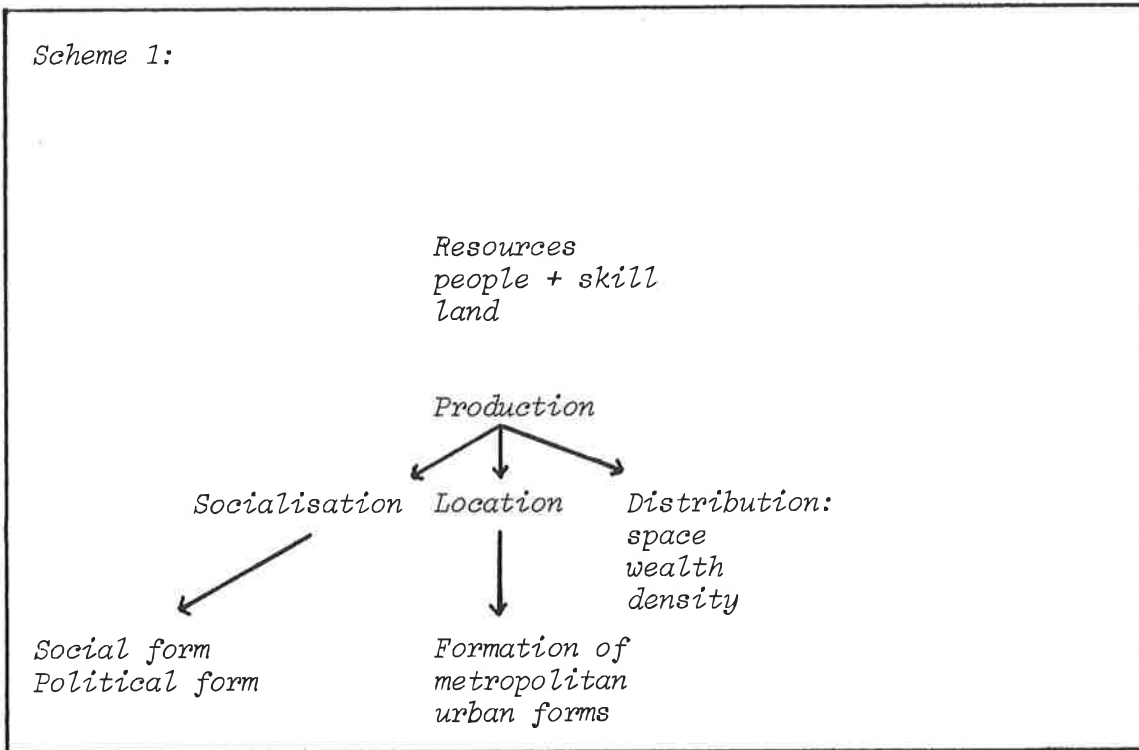 Scheme 1:
Resources
people + skill
land
Production
Socialisation Location Distribution:
space
wealth
density
Social form
Political form
Formation of
metropolitan
urban forms